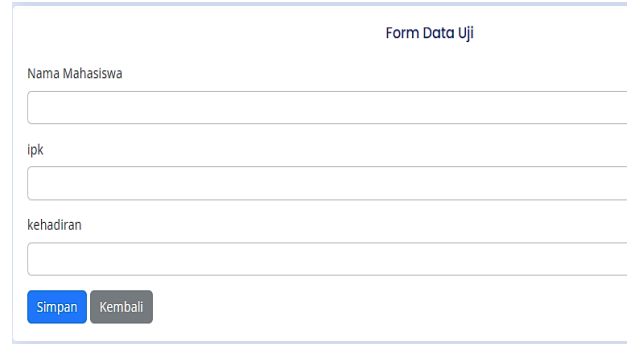 Form Data Uji
Nama Mahasiswa
ipk
kehadiran
Simpan Kembali